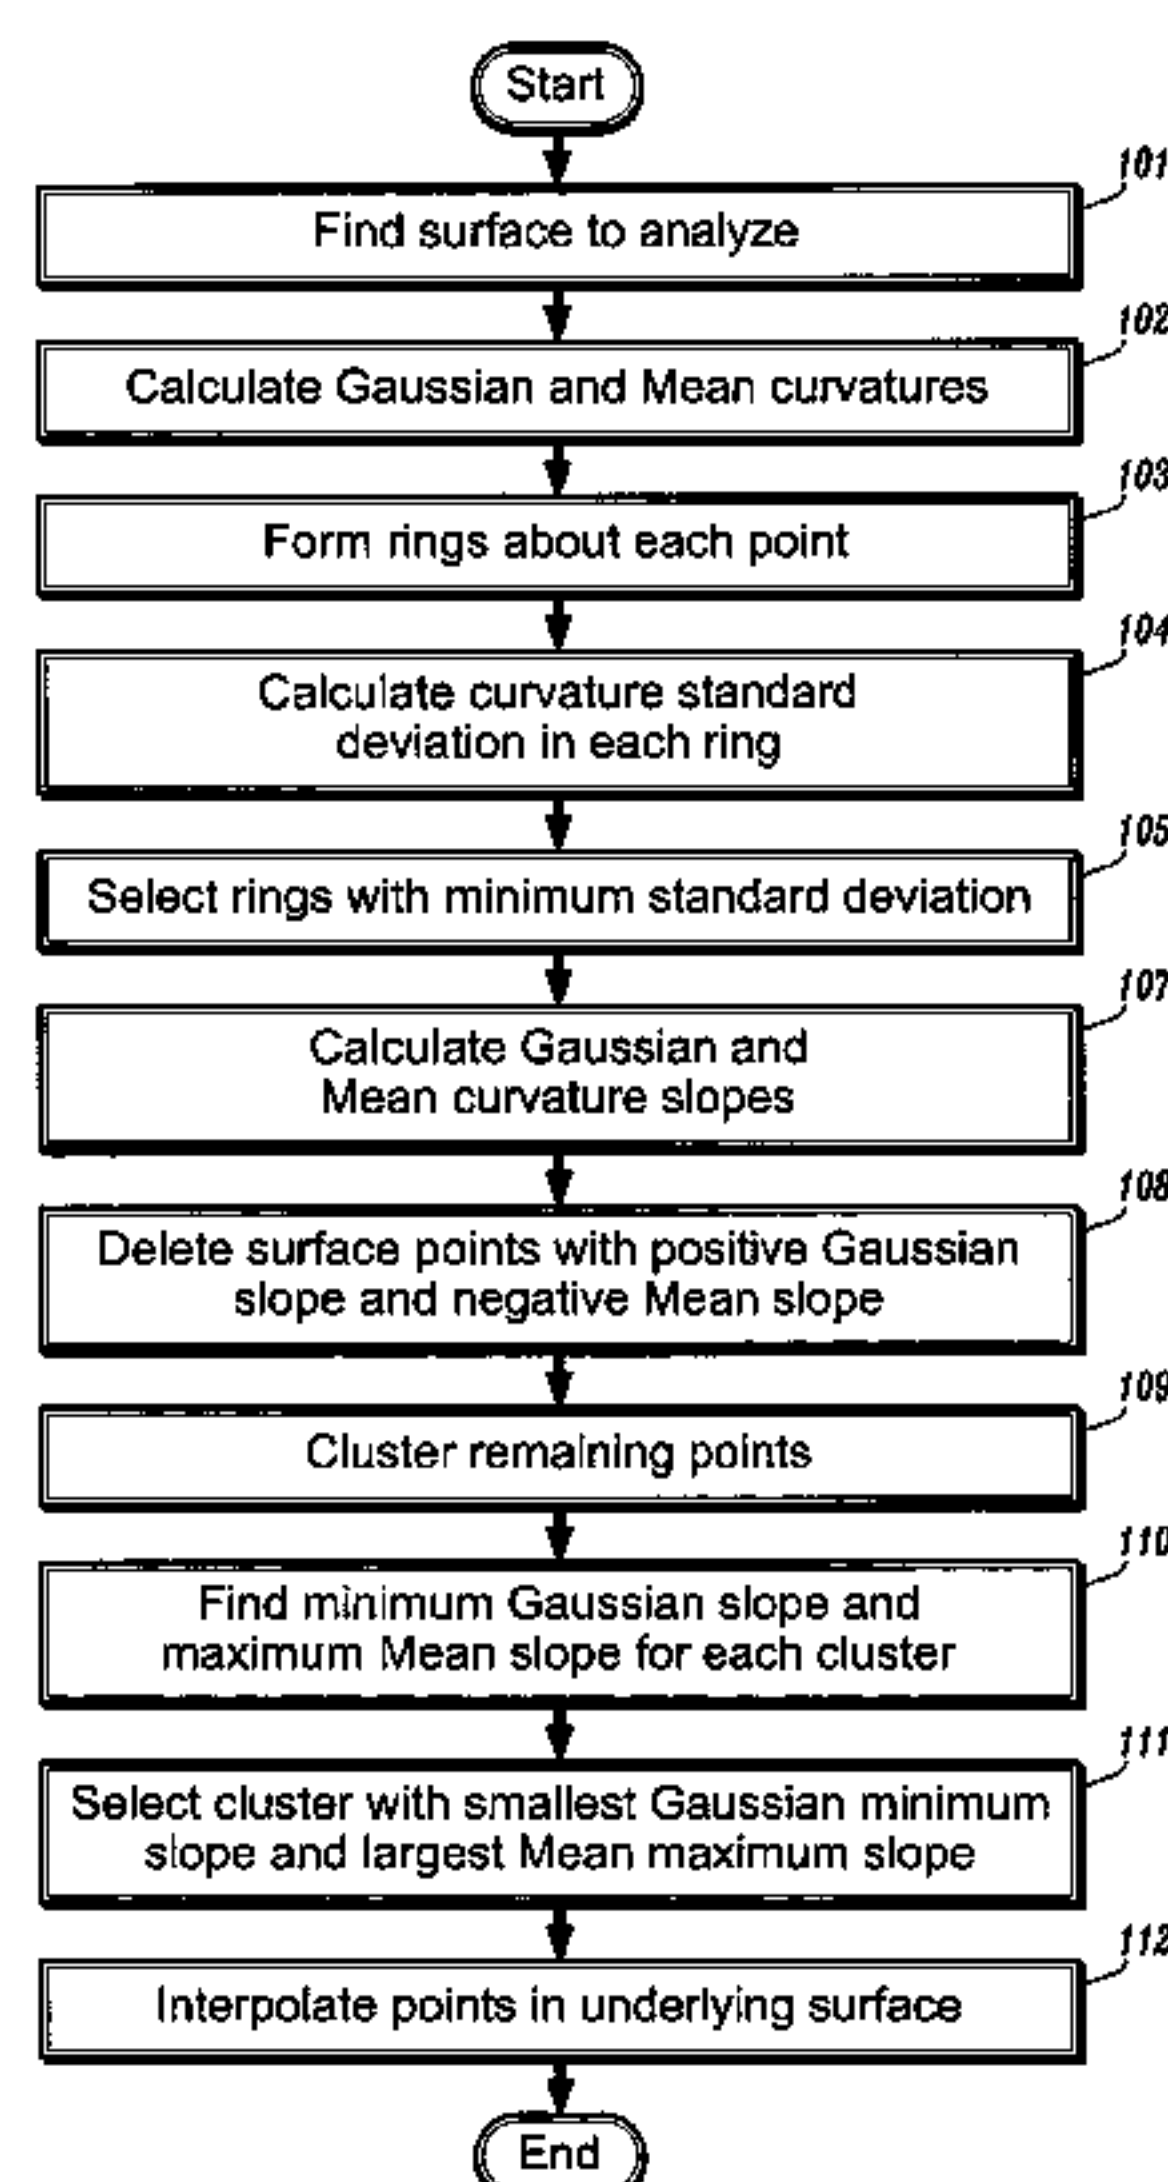 Start
101
Find surface to analyze
102
Calculate Gaussian and Mean curvatures
103
Form rings about each point
104
Calculate curvature standard
deviation in each ring
105
Select rings with minimum standard deviation
107
Calculate Gaussian and
Mean curvature slopes
108
Delete surface points with positive Gaussian
slope and negative Mean slope
109
Cluster remaining points
110
Find minimum Gaussian slope and
maximum Mean slope for each cluster
111
Select cluster with smallest Gaussian minimum
slope and largest Mean maximum slope
112
Interpolate points in underlying surface
End